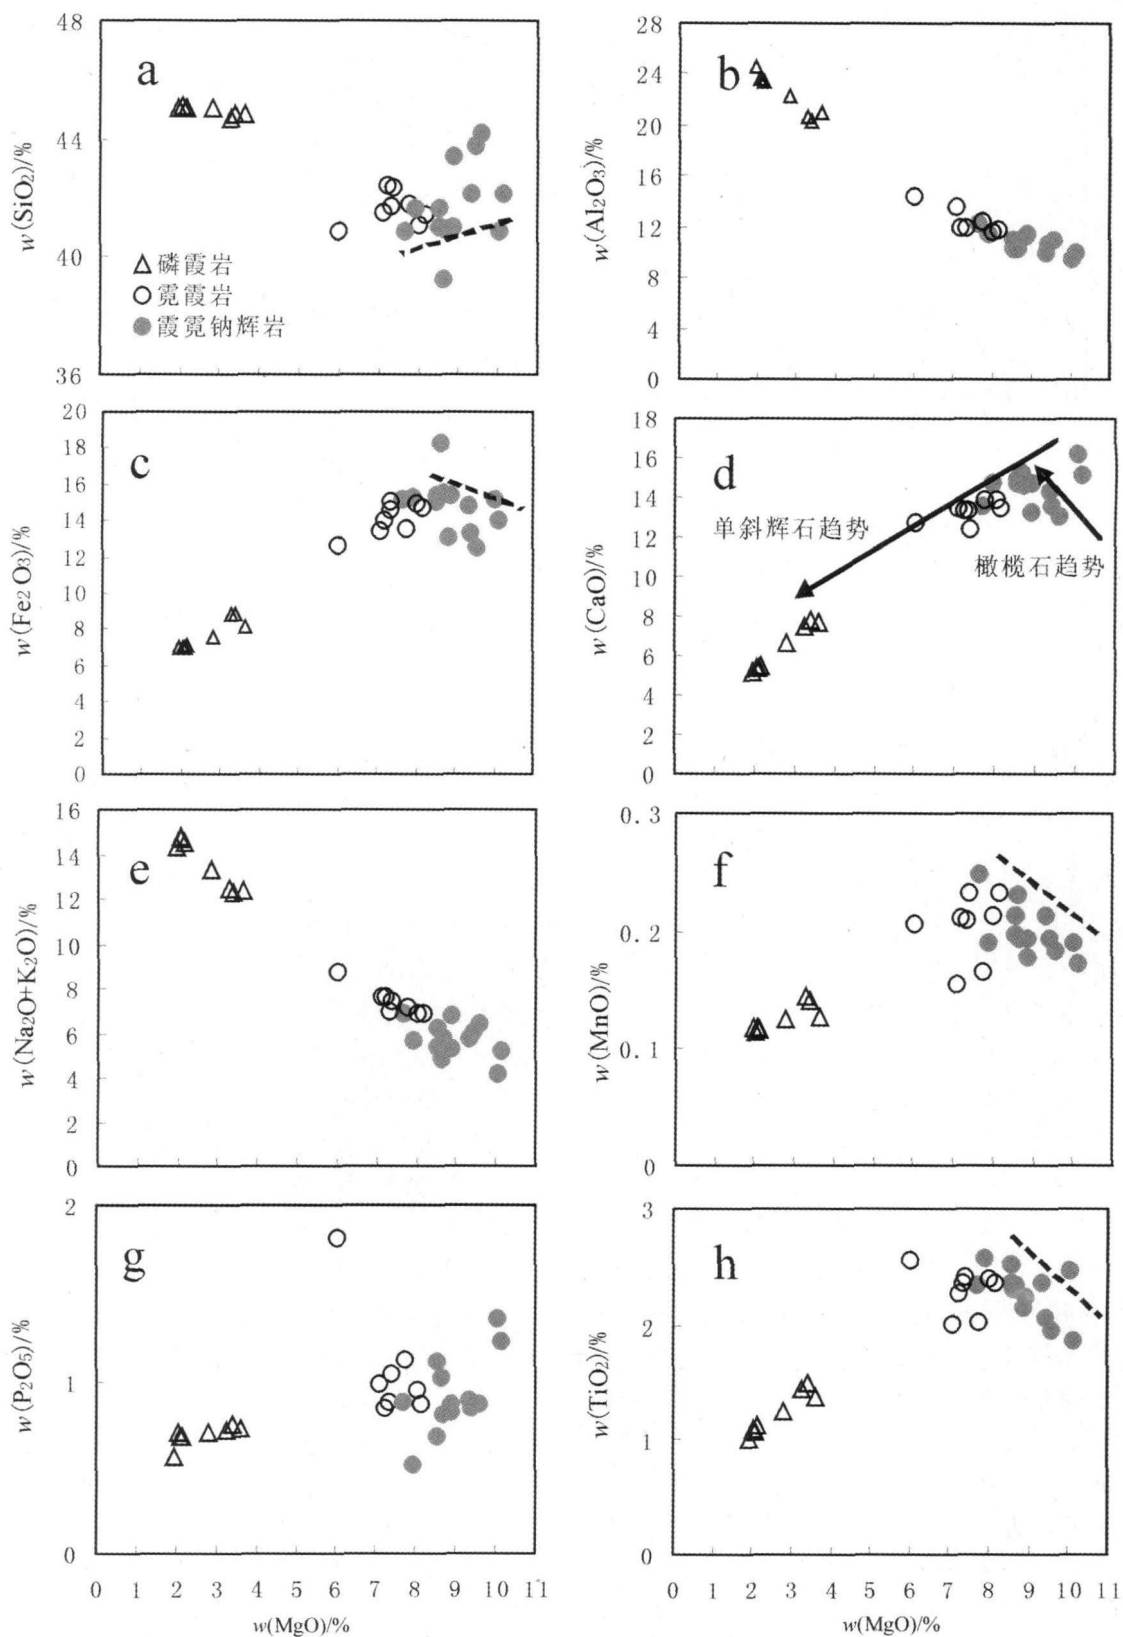 48
44
40
36
w(SiO2)/%
a
磷霞岩
霓霞岩
霞霓钠辉岩
28
24
20
16
12
8
4
0
w(Al2O3)/%
b
20
18
16
14
12
10
8
6
4
2
0
w(Fe2O3)/%
c
18
16
14
12
10
8
6
4
2
0
w(CaO)/%
d
单斜辉石趋势
橄榄石趋势
16
14
12
10
8
6
4
2
0
w(Na2O+K2O)/%
e
0.3
0.2
0.1
0
w(MnO)/%
f
2
1
0
w(P2O5)/%
g
0 1 2 3 4 5 6 7 8 9 10 11
w(MgO)/%
3
2
1
0
w(TiO2)/%
h
0 1 2 3 4 5 6 7 8 9 10 11
w(MgO)/%